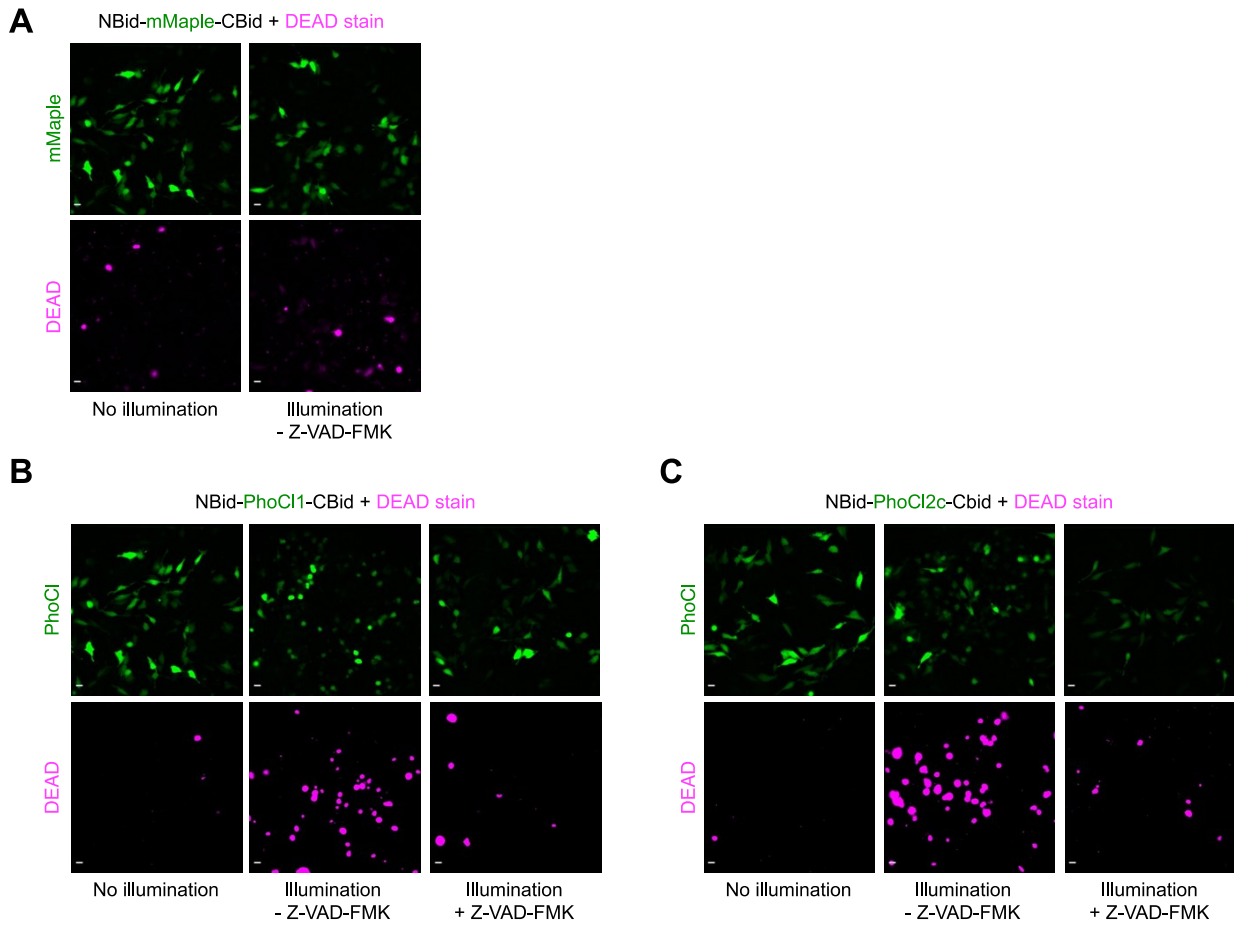 A
NBid-mMaple-CBid + DEAD stain
mMaple
DEAD
No illumination
Illumination
- Z-VAD-FMK
B
NBid-PhoCl1-CBid + DEAD stain
PhoCl
DEAD
No illumination
Illumination
- Z-VAD-FMK
Illumination
+ Z-VAD-FMK
C
NBid-PhoCl2c-Cbid + DEAD stain
PhoCl
DEAD
No illumination
Illumination
- Z-VAD-FMK
Illumination
+ Z-VAD-FMK